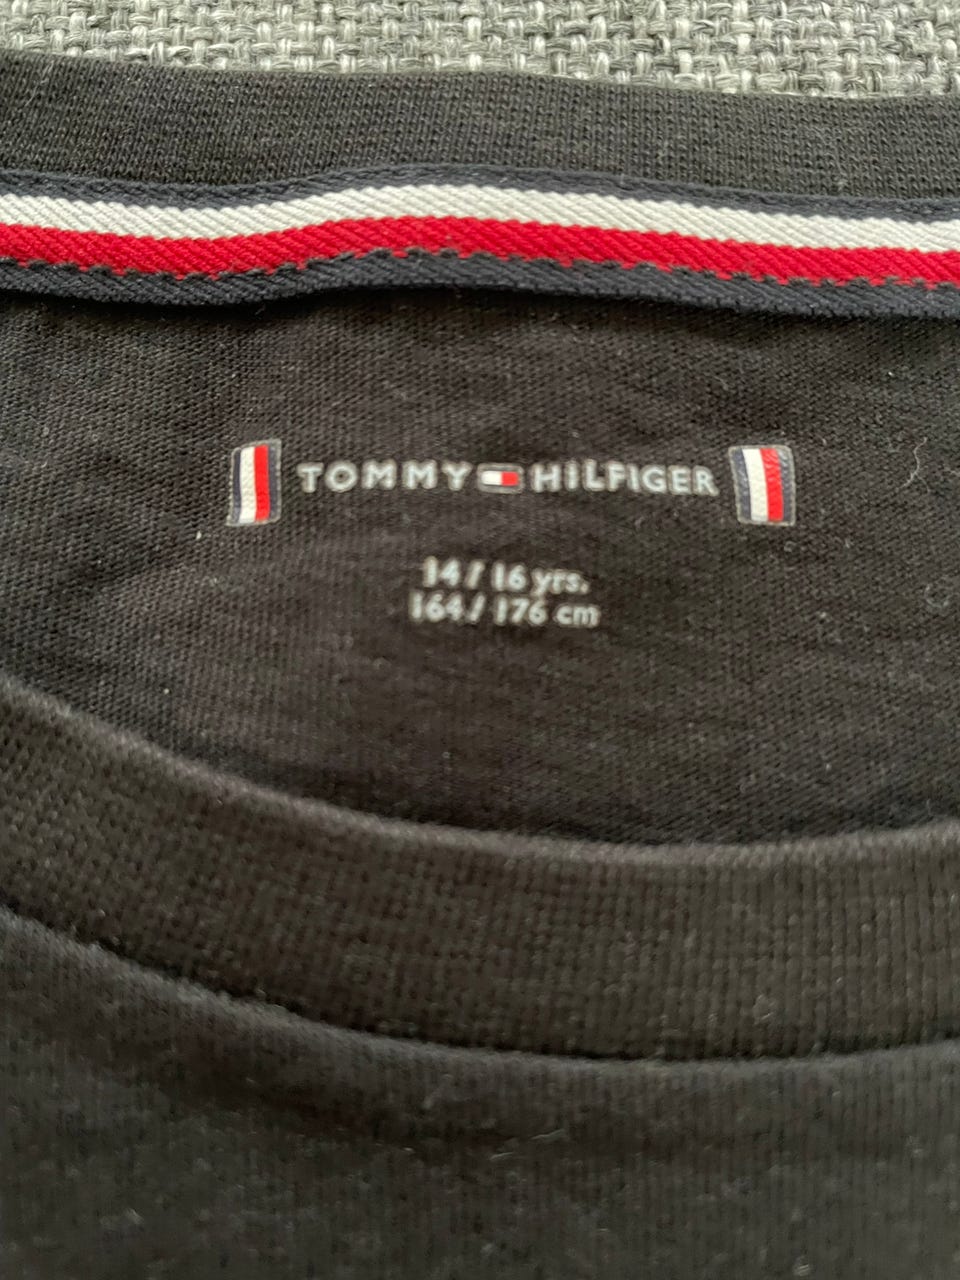 TOMMY HILFIGER
14 / 16 yrs.
164 / 176 cm